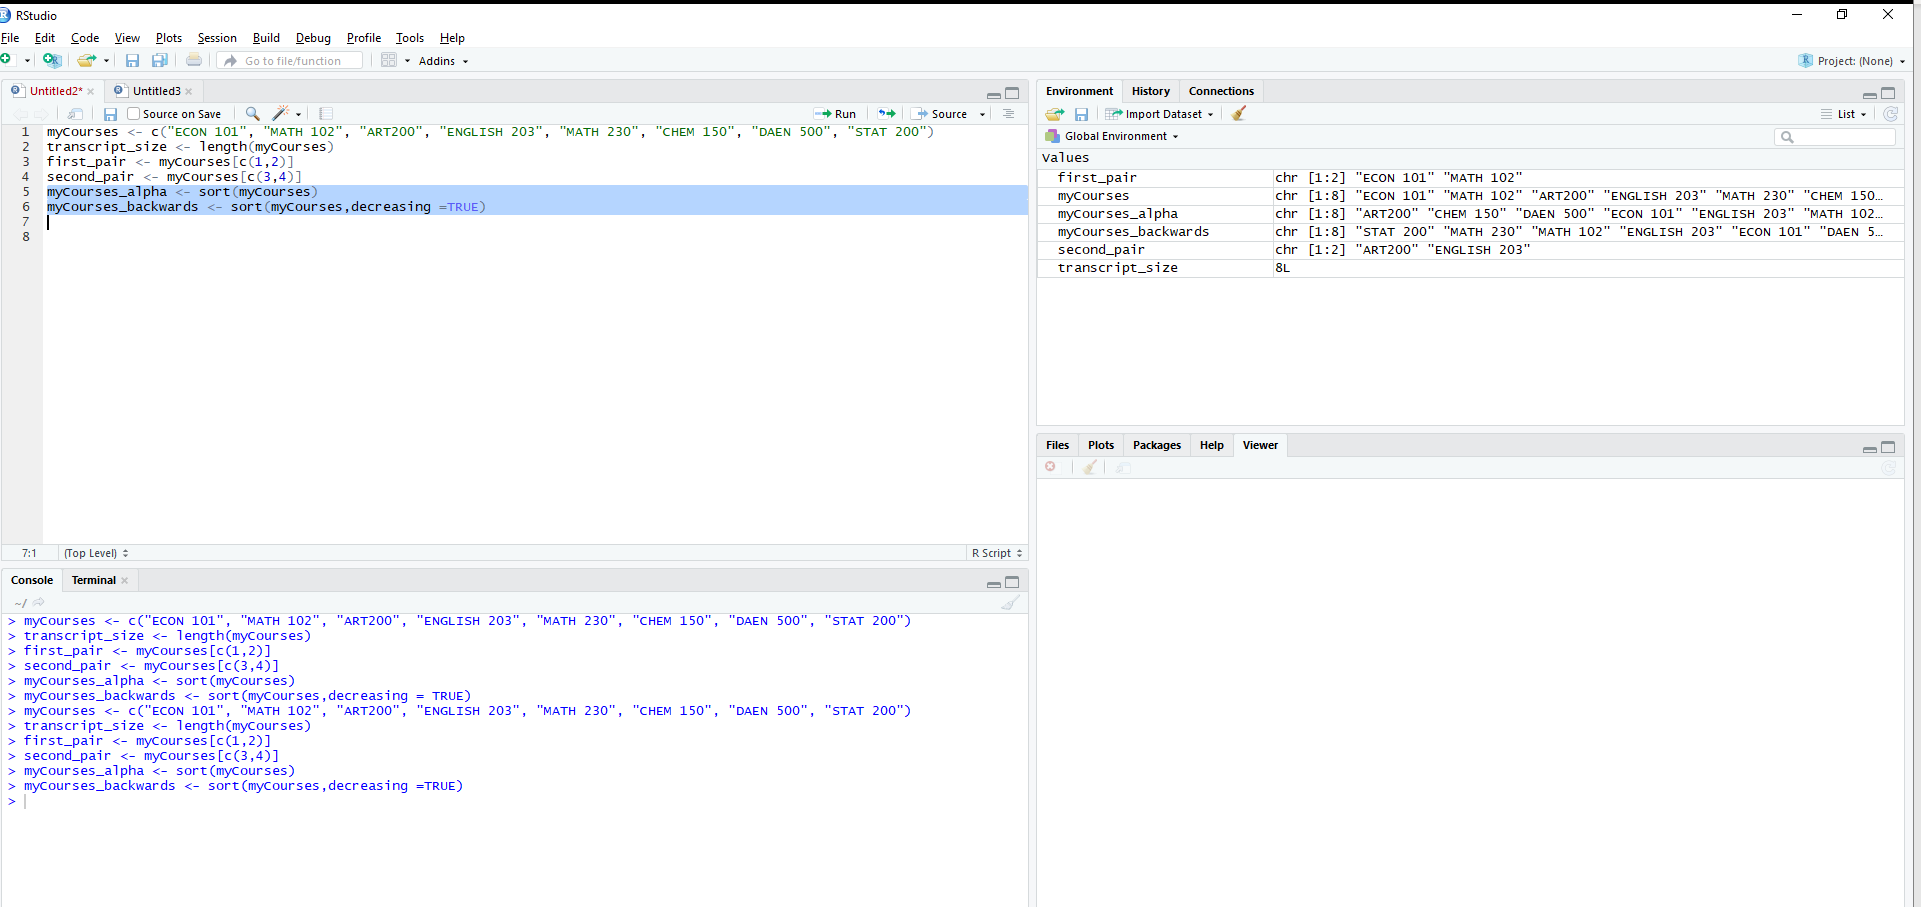 RStudio
File Edit Code View Plots Session Build Debug Profile Tools Help
Go to file/function Addins Project: (None)
Untitled2* Untitled3
Source on Save Run Source
1 myCourses <- c("ECON 101", "MATH 102", "ART200", "ENGLISH 203", "MATH 230", "CHEM 150", "DAEN 500", "STAT 200")
2 transcript_size <- length(myCourses)
3 first_pair <- myCourses[c(1,2)]
4 second_pair <- myCourses[c(3,4)]
5 myCourses_alpha <- sort(myCourses)
6 myCourses_backwards <- sort(myCourses,decreasing =TRUE)
7
8
7:1 (Top Level) R Script
Console Terminal
~/
> myCourses <- c("ECON 101", "MATH 102", "ART200", "ENGLISH 203", "MATH 230", "CHEM 150", "DAEN 500", "STAT 200")
> transcript_size <- length(myCourses)
> first_pair <- myCourses[c(1,2)]
> second_pair <- myCourses[c(3,4)]
> myCourses_alpha <- sort(myCourses)
> myCourses_backwards <- sort(myCourses,decreasing = TRUE)
> myCourses <- c("ECON 101", "MATH 102", "ART200", "ENGLISH 203", "MATH 230", "CHEM 150", "DAEN 500", "STAT 200")
> transcript_size <- length(myCourses)
> first_pair <- myCourses[c(1,2)]
> second_pair <- myCourses[c(3,4)]
> myCourses_alpha <- sort(myCourses)
> myCourses_backwards <- sort(myCourses,decreasing =TRUE)
>
Environment History Connections
Import Dataset List
Global Environment
Values
first_pair chr [1:2] "ECON 101" "MATH 102"
myCourses chr [1:8] "ECON 101" "MATH 102" "ART200" "ENGLISH 203" "MATH 230" "CHEM 150…
myCourses_alpha chr [1:8] "ART200" "CHEM 150" "DAEN 500" "ECON 101" "ENGLISH 203" "MATH 102…
myCourses_backwards chr [1:8] "STAT 200" "MATH 230" "MATH 102" "ENGLISH 203" "ECON 101" "DAEN 5…
second_pair chr [1:2] "ART200" "ENGLISH 203"
transcript_size 8L
Files Plots Packages Help Viewer